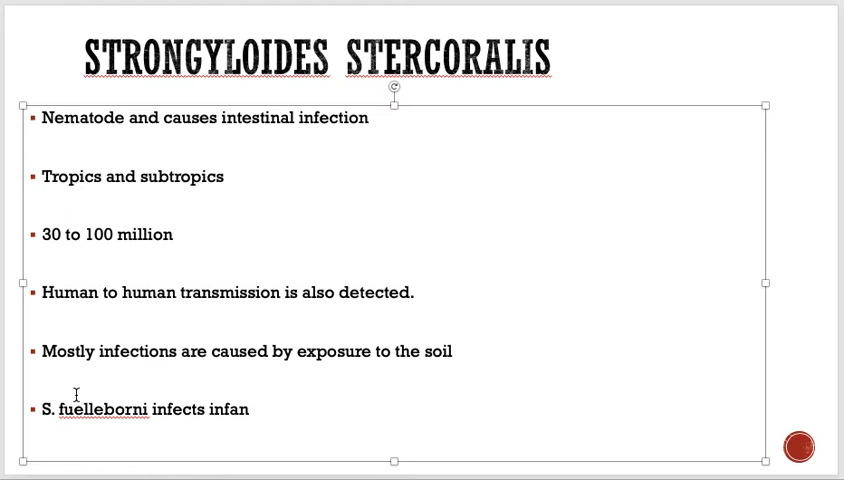 STRONGYLOIDES STERCORALIS
Nematode and causes intestinal infection
Tropics and subtropics
30 to 100 million
Human to human transmission is also detected.
Mostly infections are caused by exposure to the soil
S. fuelleborni infects infan